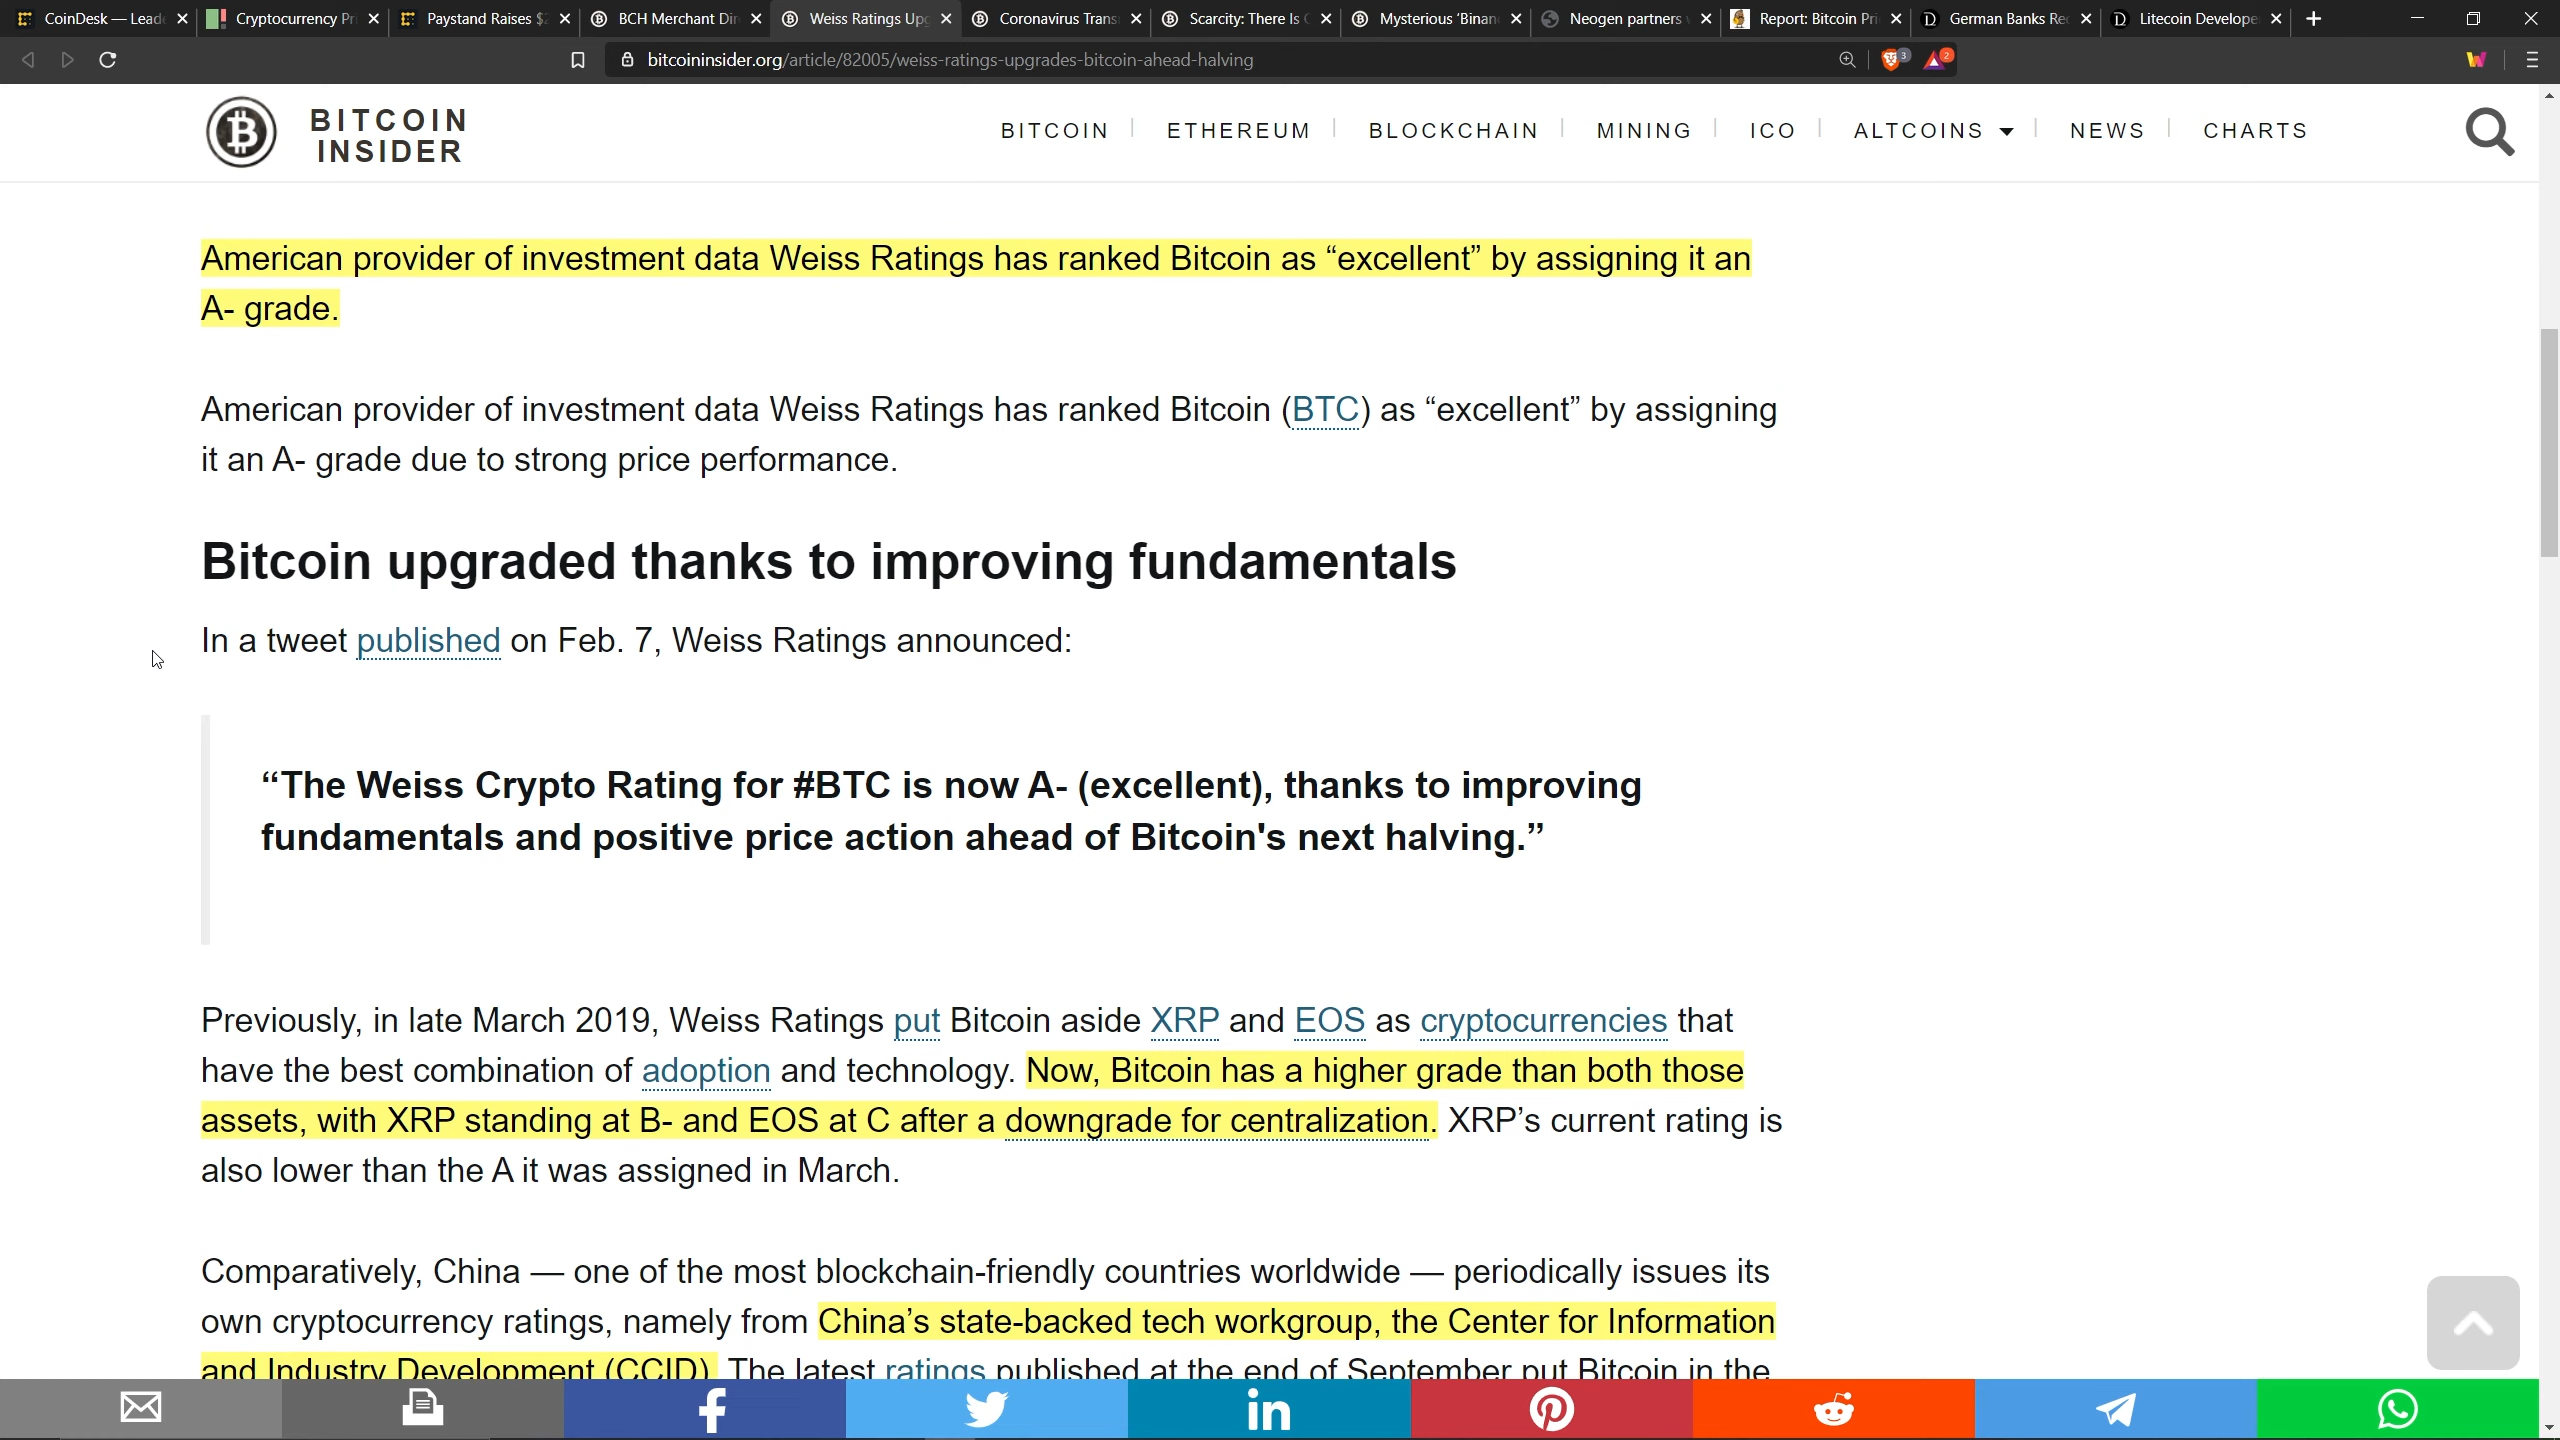 CoinDesk — Lead
Cryptocurrency Pri
Paystand Raises $
BCH Merchant Dir
Weiss Ratings Upg
Coronavirus Trans
Scarcity: There Is
Mysterious ‘Binan
Neogen partners
Report: Bitcoin Pri
German Banks Re
Litecoin Develope
bitcoininsider.org/article/82005/weiss-ratings-upgrades-bitcoin-ahead-halving
3
2
BITCOIN
INSIDER
BITCOIN
ETHEREUM
BLOCKCHAIN
MINING
ICO
ALTCOINS
NEWS
CHARTS
American provider of investment data Weiss Ratings has ranked Bitcoin as “excellent” by assigning it an
A- grade.
American provider of investment data Weiss Ratings has ranked Bitcoin (BTC) as “excellent” by assigning
it an A- grade due to strong price performance.
Bitcoin upgraded thanks to improving fundamentals
In a tweet published on Feb. 7, Weiss Ratings announced:
“The Weiss Crypto Rating for #BTC is now A- (excellent), thanks to improving
fundamentals and positive price action ahead of Bitcoin's next halving.”
Previously, in late March 2019, Weiss Ratings put Bitcoin aside XRP and EOS as cryptocurrencies that
have the best combination of adoption and technology. Now, Bitcoin has a higher grade than both those
assets, with XRP standing at B- and EOS at C after a downgrade for centralization. XRP’s current rating is
also lower than the A it was assigned in March.
Comparatively, China — one of the most blockchain-friendly countries worldwide — periodically issues its
own cryptocurrency ratings, namely from China’s state-backed tech workgroup, the Center for Information
and Industry Development (CCID). The latest ratings published at the end of September put Bitcoin in the